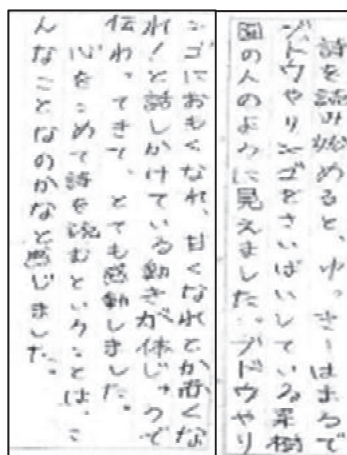 詩を読み始めると、ゆっきーはまるで
ブドウやリンゴをさいばいしている果樹
園の人のように見えました。ブドウやリ
ンゴにおもくなれ、甘くなれとか赤くな
れ!と話しかけている動きが体じゅうで
伝わってきて、とても感動しました。
心をこめて詩を読むということは、こ
んなことなのかなと感じました。